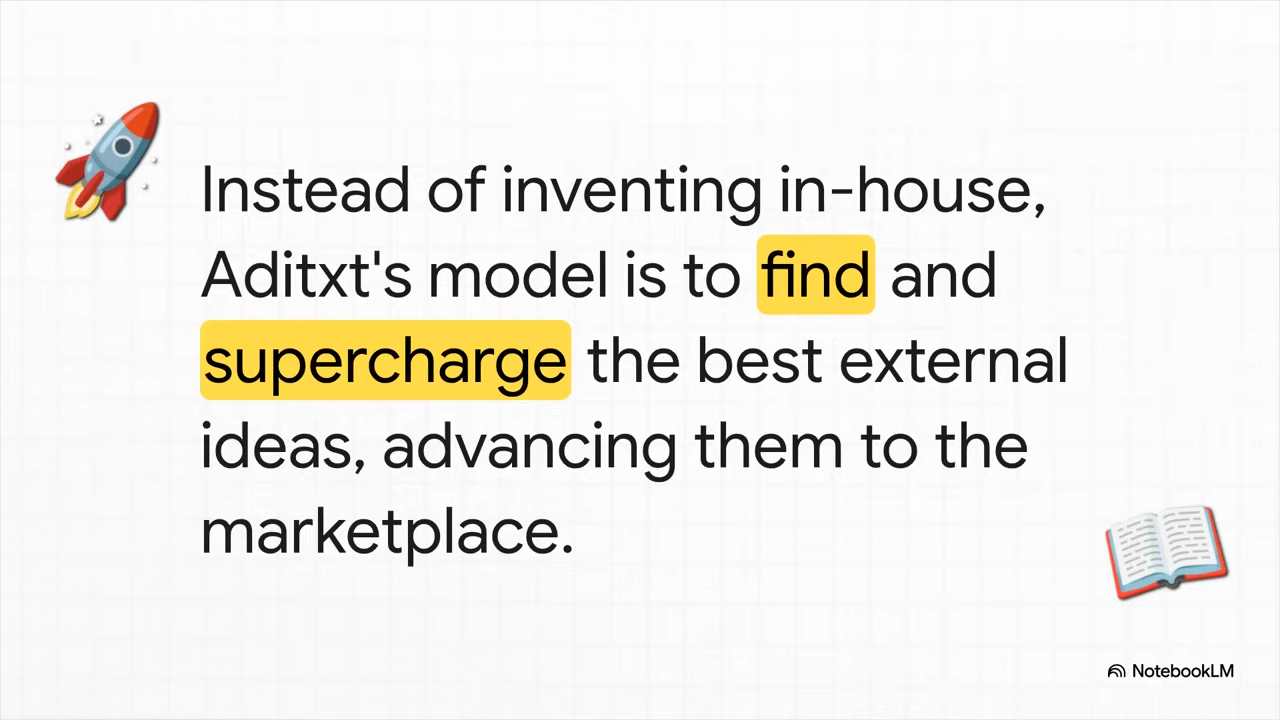 Instead of inventing in-house,
Aditxt's model is to find and
supercharge the best external
ideas, advancing them to the
marketplace.
NotebookLM